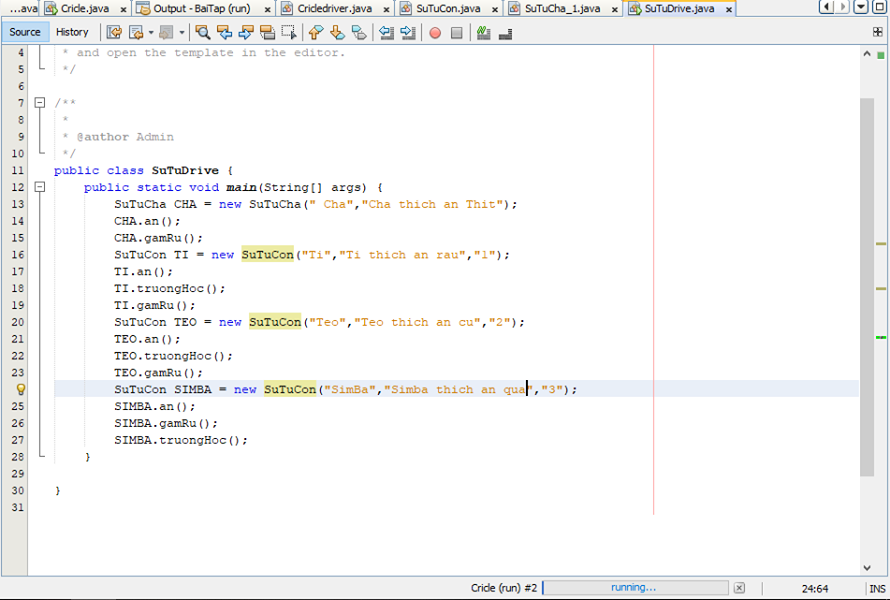 ...ava Cricle.java Output - BaiTap (run) Cricledriver.java SuTuCon.java SuTuCha_1.java SuTuDrive.java
Source History
4 * and open the template in the editor.
5 */
6
7 /**
8 *
9 * @author Admin
10 */
11 public class SuTuDrive {
12 public static void main(String[] args) {
13 SuTuCha CHA = new SuTuCha(" Cha","Cha thich an Thit");
14 CHA.an();
15 CHA.gamRu();
16 SuTuCon TI = new SuTuCon("Ti","Ti thich an rau","1");
17 TI.an();
18 TI.truongHoc();
19 TI.gamRu();
20 SuTuCon TEO = new SuTuCon("Teo","Teo thich an cu","2");
21 TEO.an();
22 TEO.truongHoc();
23 TEO.gamRu();
SuTuCon SIMBA = new SuTuCon("SimBa","Simba thich an qua","3");
25 SIMBA.an();
26 SIMBA.gamRu();
27 SIMBA.truongHoc();
28 }
29
30 }
31
Cricle (run) #2 running... 24:64 INS